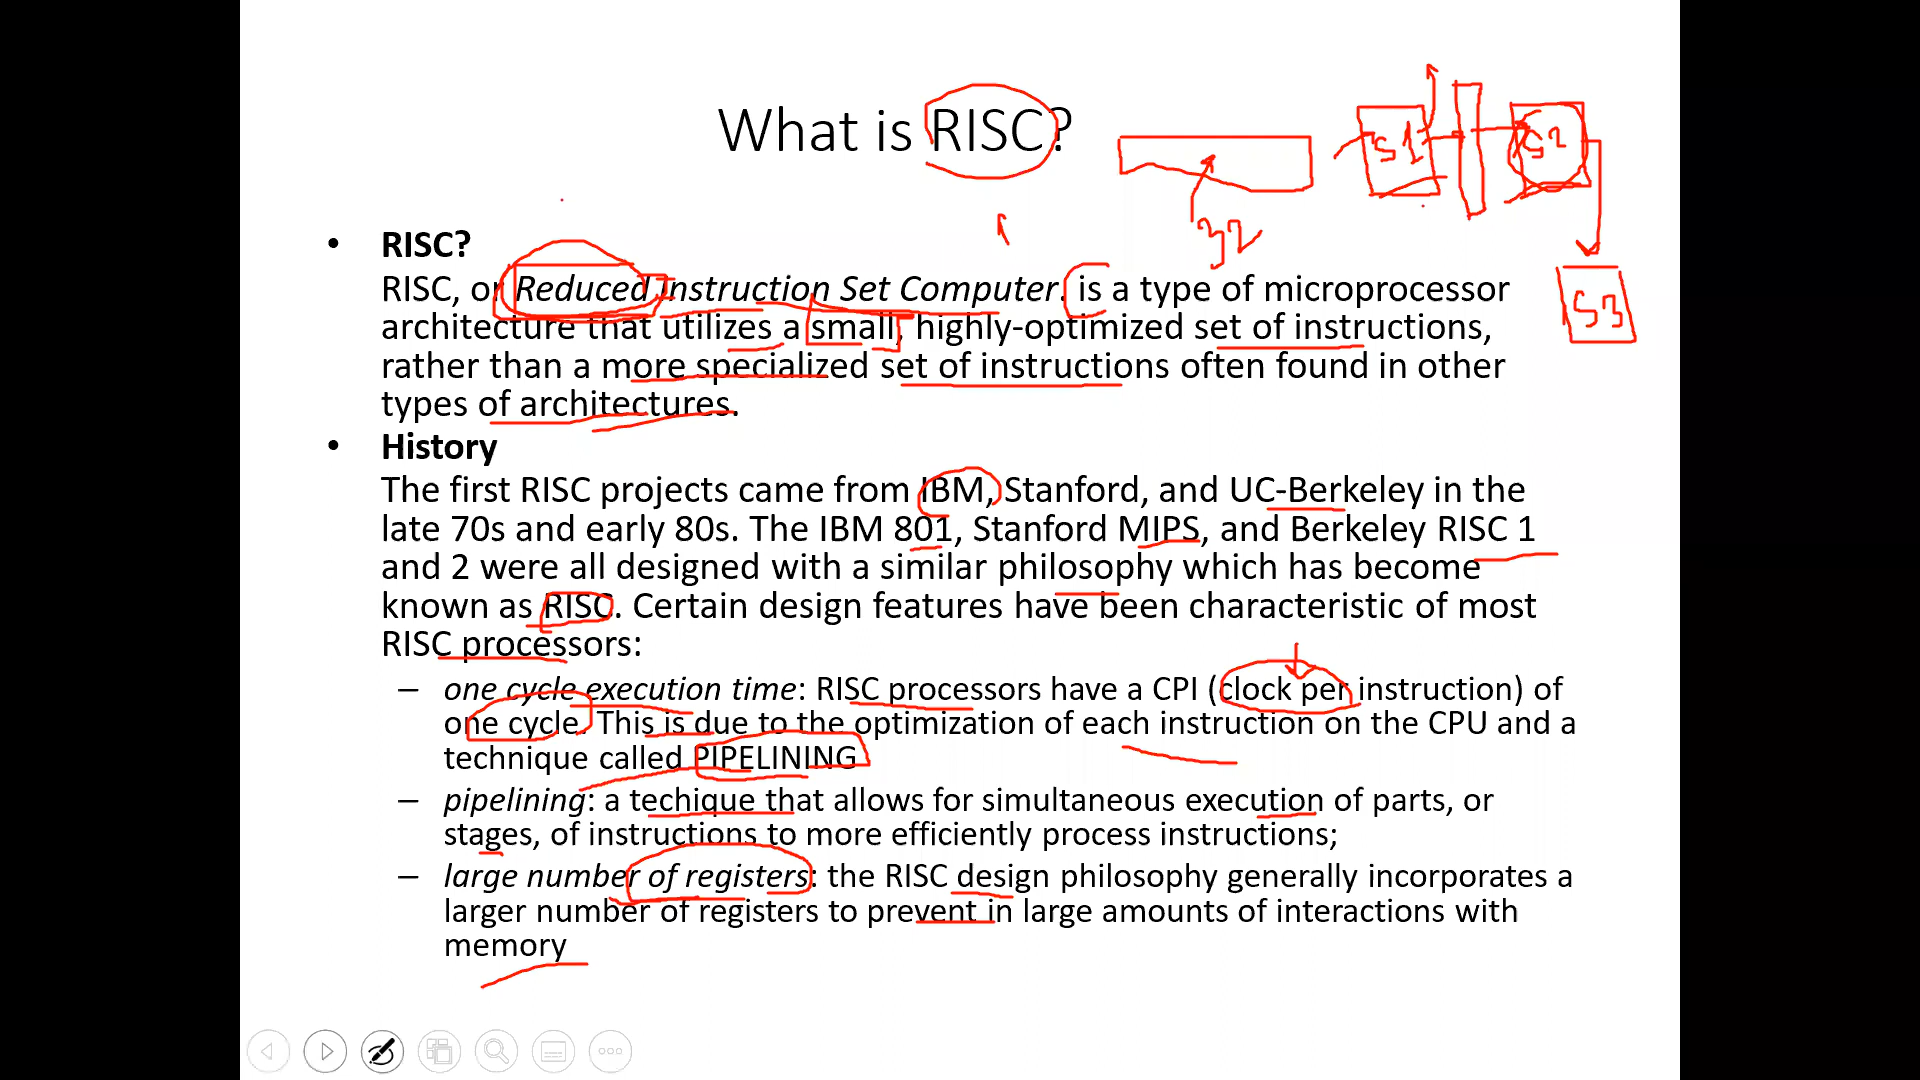 What is RISC?
S1
S2
32
S3
• RISC?
RISC, or Reduced Instruction Set Computer. is a type of microprocessor
architecture that utilizes a small, highly-optimized set of instructions,
rather than a more specialized set of instructions often found in other
types of architectures.
• History
The first RISC projects came from IBM, Stanford, and UC-Berkeley in the
late 70s and early 80s. The IBM 801, Stanford MIPS, and Berkeley RISC 1
and 2 were all designed with a similar philosophy which has become
known as RISC. Certain design features have been characteristic of most
RISC processors:
– one cycle execution time: RISC processors have a CPI (clock per instruction) of
one cycle. This is due to the optimization of each instruction on the CPU and a
technique called PIPELINING
– pipelining: a techique that allows for simultaneous execution of parts, or
stages, of instructions to more efficiently process instructions;
– large number of registers: the RISC design philosophy generally incorporates a
larger number of registers to prevent in large amounts of interactions with
memory